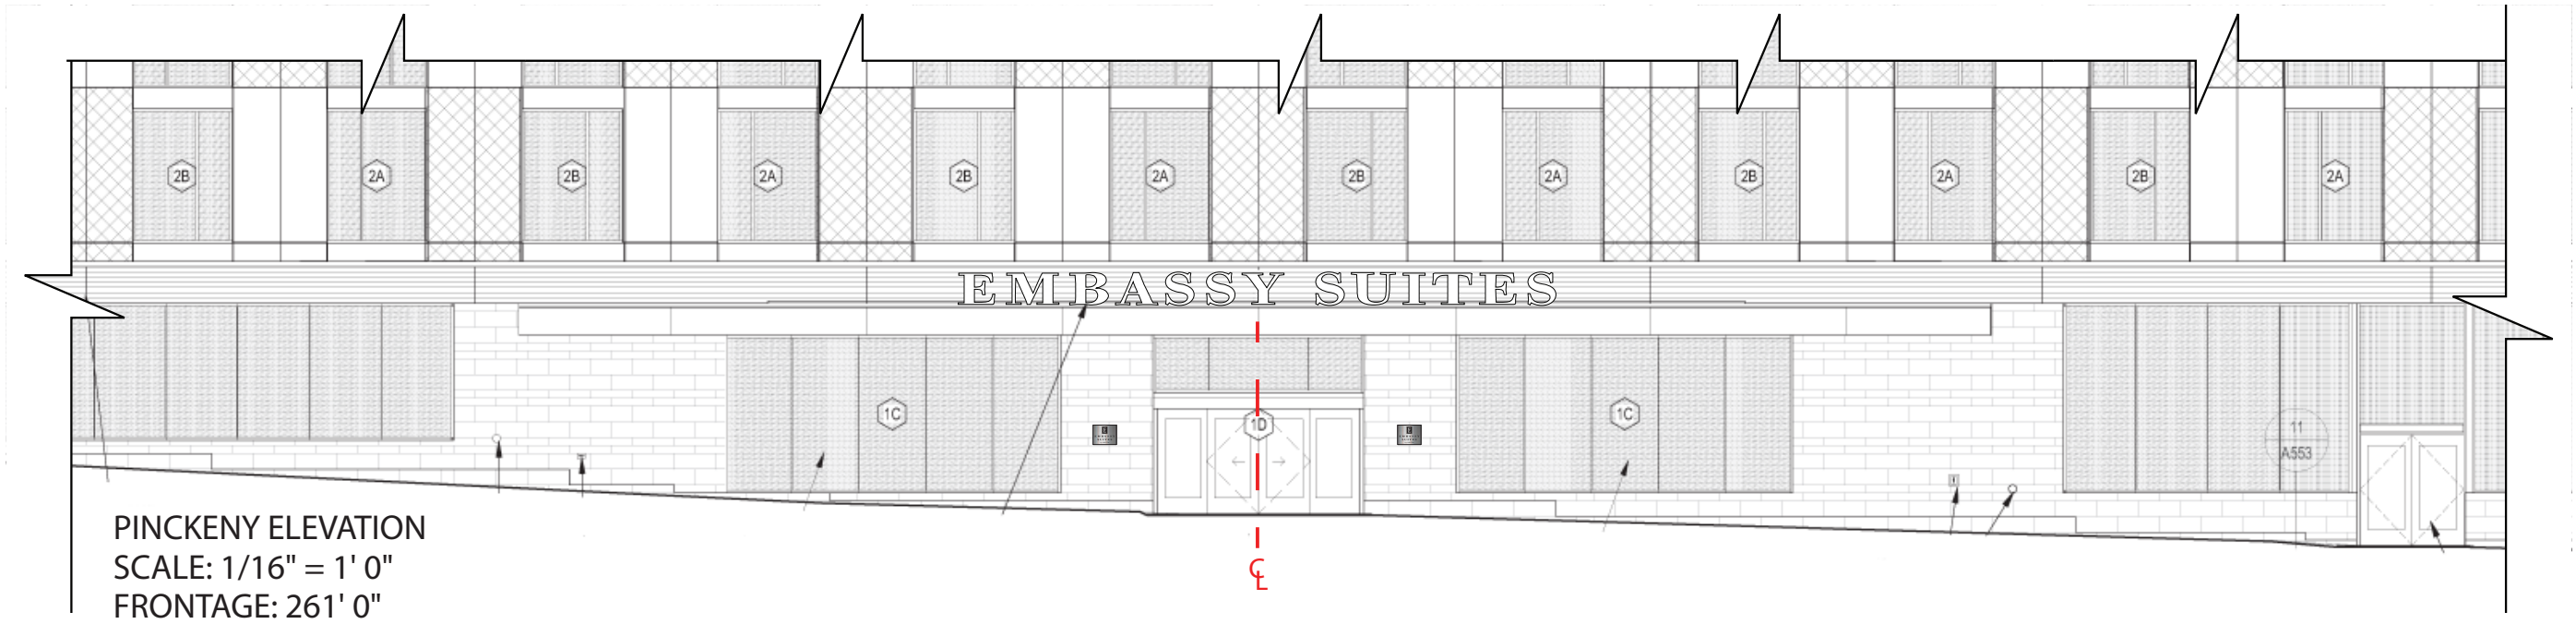 2B 2A 2B 2A 2B 2A 2B 2A 2B 2A 2B 2A
EMBASSY SUITES
1C 1D 1C
11
A553
PINCKENY ELEVATION
SCALE: 1/16" = 1' 0"
FRONTAGE: 261' 0"
℄